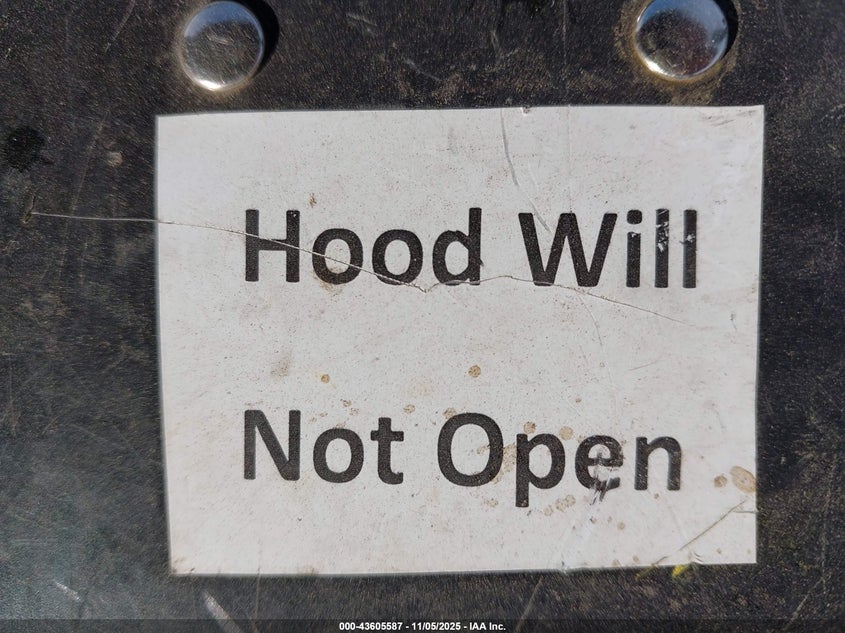 Hood Will
Not Open
000-43605587 - 11/05/2025 - IAA Inc.